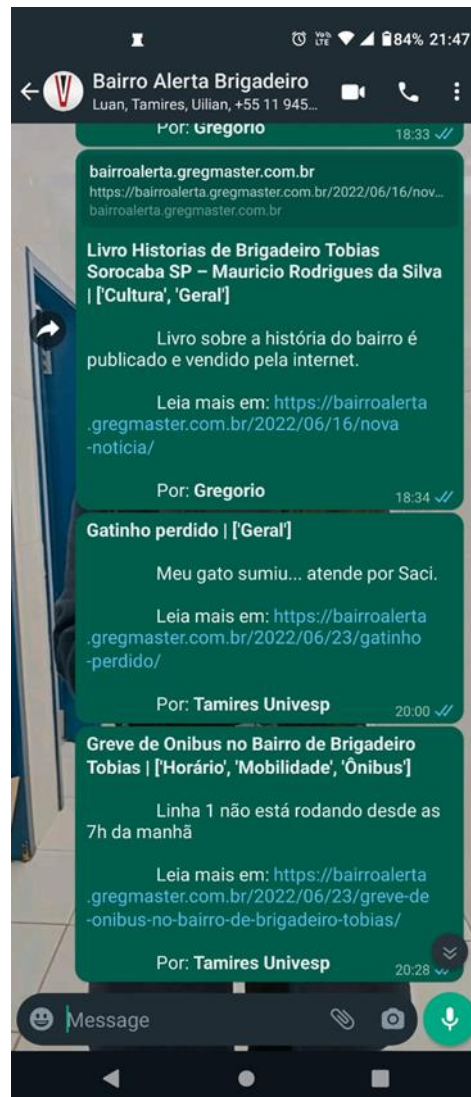 Vo)) LTE 84% 21:47
Bairro Alerta Brigadeiro
Luan, Tamires, Uilian, +55 11 945...
Por: Gregorio
18:33
bairroalerta.gregmaster.com.br
https://bairroalerta.gregmaster.com.br/2022/06/16/nov...
bairroalerta.gregmaster.com.br
Livro Historias de Brigadeiro Tobias
Sorocaba SP – Mauricio Rodrigues da Silva
| ['Cultura', 'Geral']
Livro sobre a história do bairro é
publicado e vendido pela internet.
Leia mais em: https://bairroalerta
.gregmaster.com.br/2022/06/16/nova
-noticia/
Por: Gregorio
18:34
Gatinho perdido | ['Geral']
Meu gato sumiu... atende por Saci.
Leia mais em: https://bairroalerta
.gregmaster.com.br/2022/06/23/gatinho
-perdido/
Por: Tamires Univesp
20:00
Greve de Onibus no Bairro de Brigadeiro
Tobias | ['Horário', 'Mobilidade', 'Ônibus']
Linha 1 não está rodando desde as
7h da manhã
Leia mais em: https://bairroalerta
.gregmaster.com.br/2022/06/23/greve-de
-onibus-no-bairro-de-brigadeiro-tobias/
Por: Tamires Univesp
20:28
Message